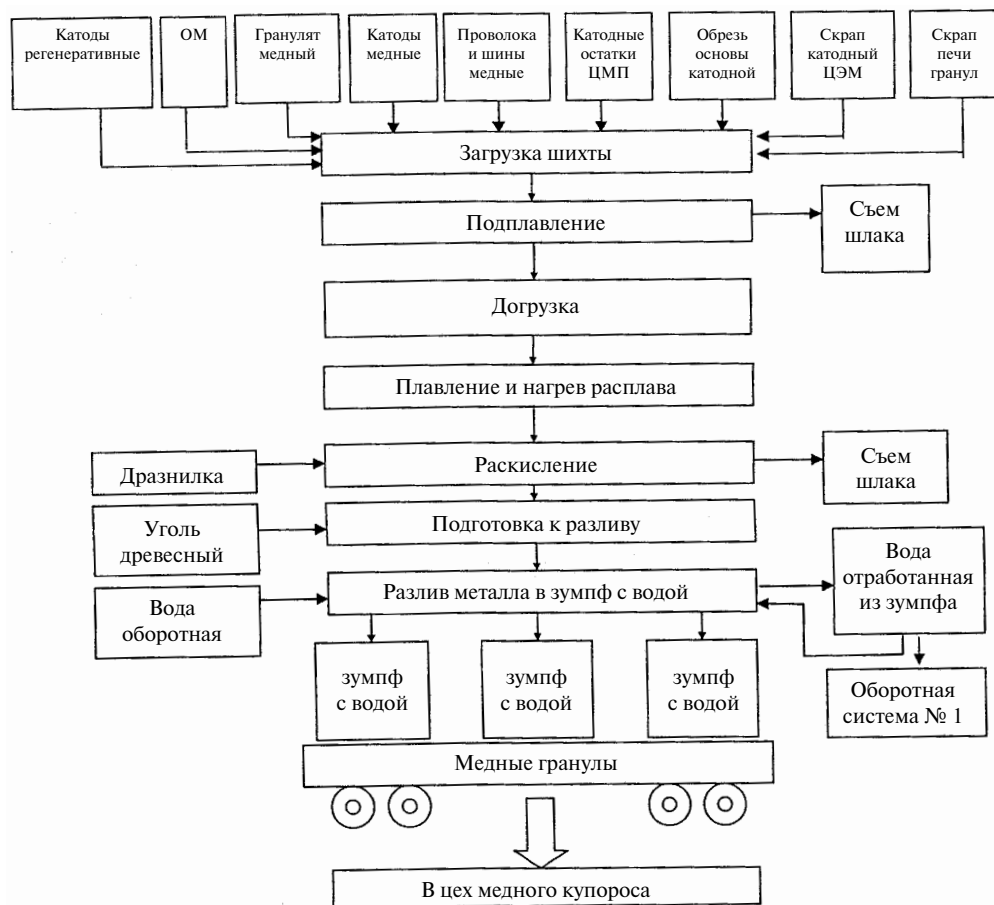 Катоды
регенеративные
ОМ
Гранулят
медный
Катоды
медные
Проволока
и шины
медные
Катодные
остатки
ЦМП
Обрезь
основы
катодной
Скрап
катодный
ЦЭМ
Скрап
печи
гранул
Загрузка шихты
Подплавление
Съем
шлака
Догрузка
Плавление и нагрев расплава
Дразнилка
Раскисление
Съем
шлака
Уголь
древесный
Подготовка к разливу
Вода
оборотная
Разлив металла в зумпф с водой
Вода
отработанная
из зумпфа
зумпф
с водой
зумпф
с водой
зумпф
с водой
Оборотная
система № 1
Медные гранулы
В цех медного купороса